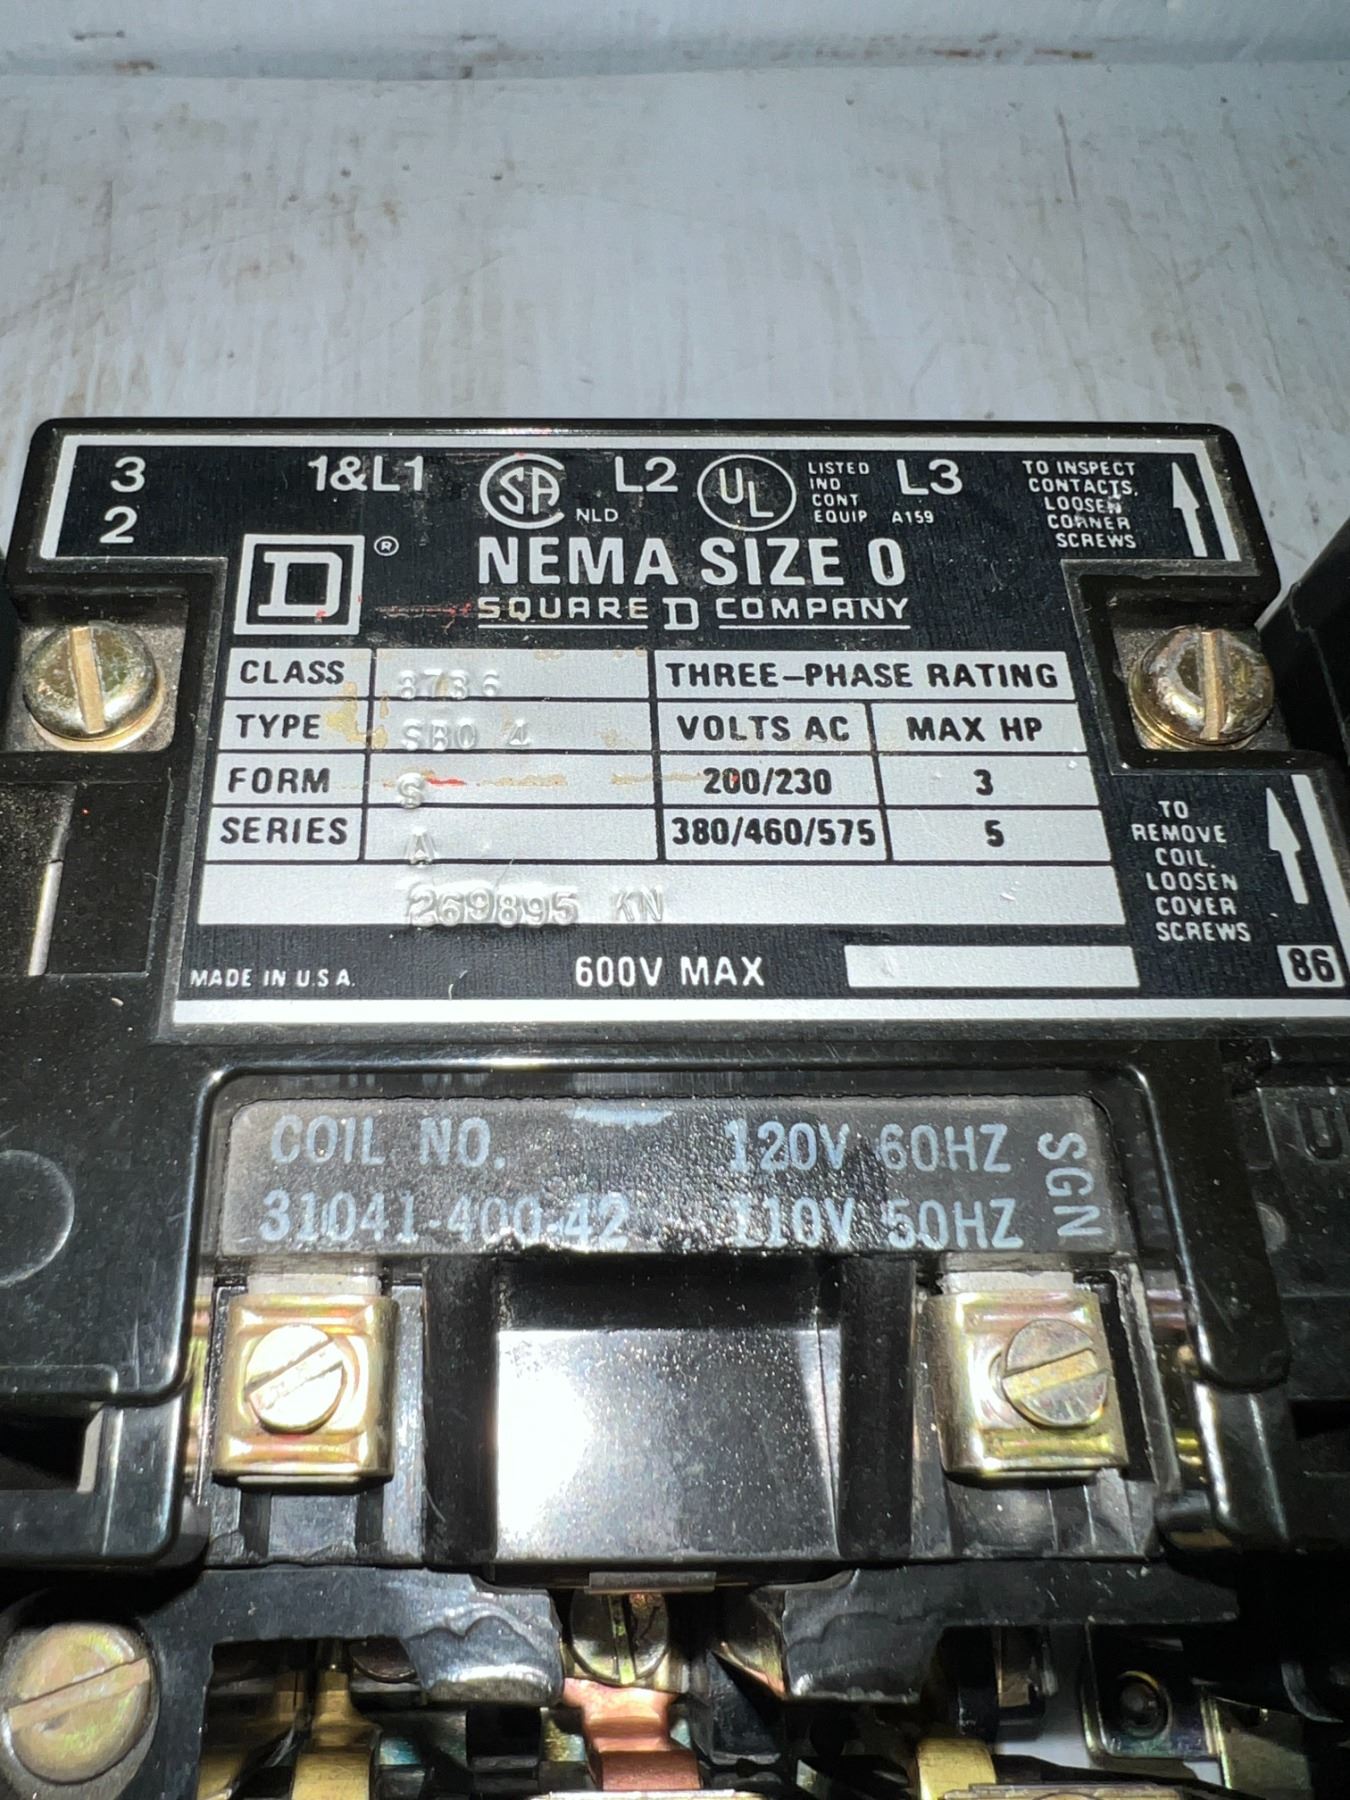 3 1&L1 SA L2 UL LISTED IND CONT EQUIP L3 TO INSPECT CONTACTS, LOOSEN CORNER SCREWS
2 NLD A159
D ® NEMA SIZE 0
SQUARE D COMPANY
CLASS 8736 THREE-PHASE RATING
TYPE SBO 4 VOLTS AC MAX HP
FORM S 200/230 3
SERIES A 380/460/575 5
269895 KN
TO
REMOVE
COIL,
LOOSEN
COVER
SCREWS
MADE IN U.S.A. 600V MAX 86
COIL NO. 120V 60HZ
31041-400-42 110V 50HZ
SGN